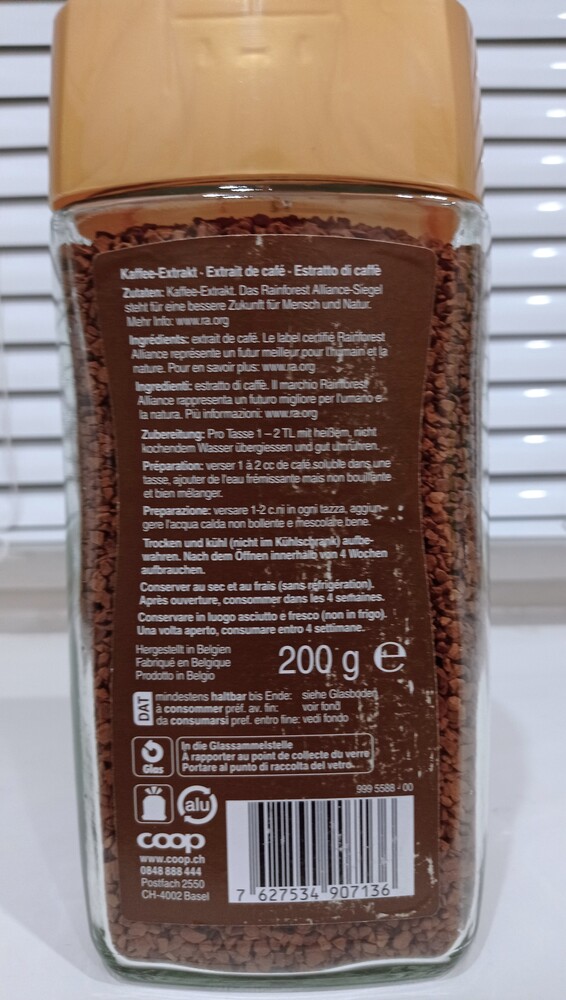 Kaffee-Extrakt - Extrait de café - Estratto di caffè
Zutaten: Kaffee-Extrakt. Das Rainforest Alliance-Siegel
steht für eine bessere Zukunft für Mensch und Natur.
Mehr Info: www.ra.org
Ingrédients: extrait de café. Le label certifié Rainforest
Alliance représente un futur meilleur pour l'humain et la
nature. Pour en savoir plus: www.ra.org
Ingredienti: estratto di caffè. Il marchio Rainforest
Alliance rappresenta un futuro migliore per l'umano e
la natura. Più informazioni: www.ra.org
Zubereitung: Pro Tasse 1 – 2 TL mit heißem, nicht
kochendem Wasser übergiessen und gut umrühren.
Préparation: verser 1 à 2 cc de café soluble dans une
tasse, ajouter de l'eau frémissante mais non bouillante
et bien mélanger.
Preparazione: versare 1-2 c.ni in ogni tazza, aggiun-
gere l'acqua calda non bollente e mescolare bene.
Trocken und kühl (nicht im Kühlschrank) aufbe-
wahren. Nach dem Öffnen innerhalb von 4 Wochen
aufbrauchen.
Conserver au sec et au frais (sans réfrigération).
Après ouverture, consommer dans les 4 semaines.
Conservare in luogo asciutto e fresco (non in frigo).
Una volta aperto, consumare entro 4 settimane.
Hergestellt in Belgien
Fabriqué en Belgique
Prodotto in Belgio
200 g ℮
DAT
mindestens haltbar bis Ende: siehe Glasboden
à consommer préf. av. fin: voir fond
da consumarsi pref. entro fine: vedi fondo
Glas
In die Glassammelstelle
A rapporter au point de collecte du verre
Portare al punto di raccolta del vetro.
999 5588 - 00
alu
coop
www.coop.ch
0848 888 444
Postfach 2550
CH-4002 Basel
7 627534 907136